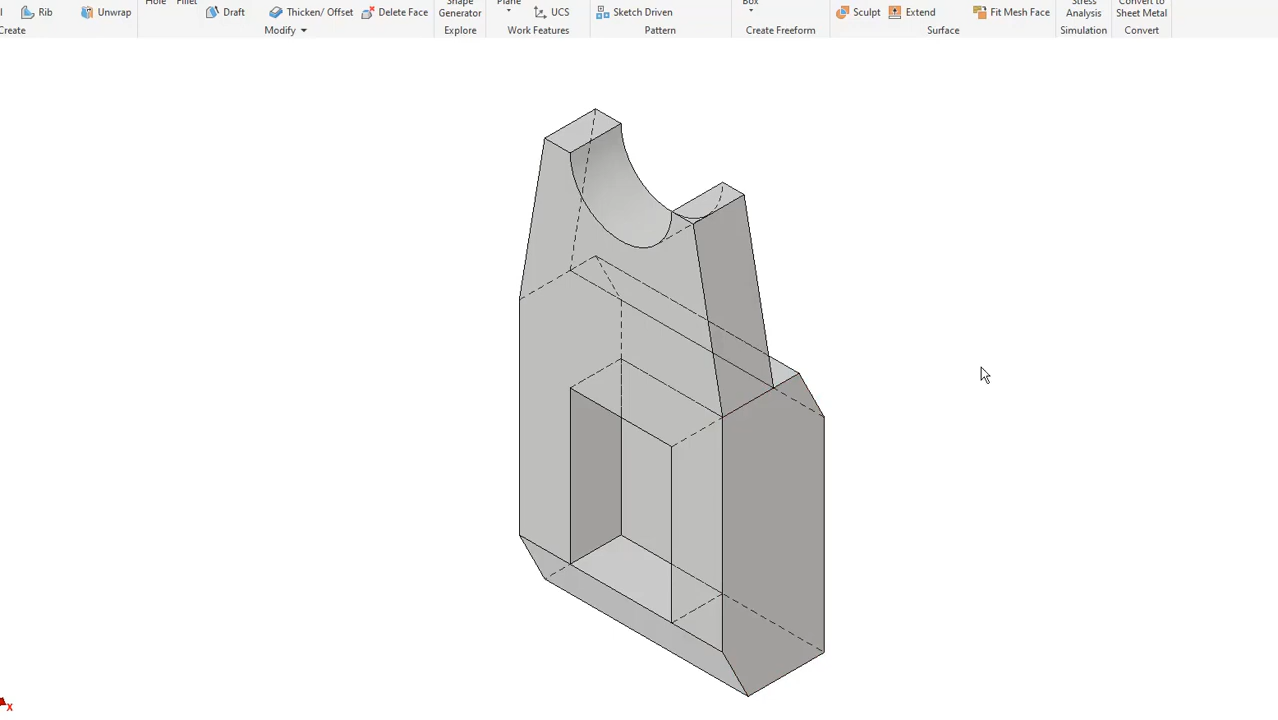 Hole Fillet Shape Plane Box Stress Convert to
Rib Unwrap Draft Thicken/ Offset Delete Face Generator UCS Sketch Driven Sculpt Extend Fit Mesh Face Analysis Sheet Metal
Create Modify Explore Work Features Pattern Create Freeform Surface Simulation Convert
x